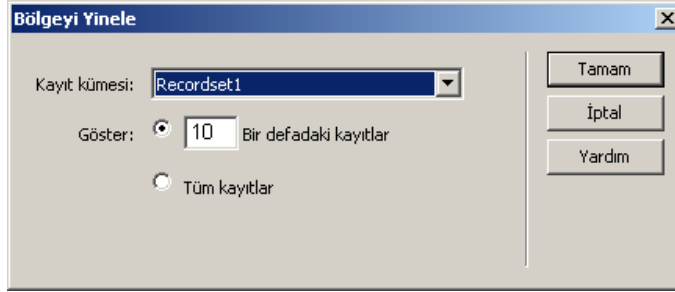 Bölgeyi Yinele
Kayıt kümesi: Recordset1
Göster: 10 Bir defadaki kayıtlar
Tüm kayıtlar
Tamam
İptal
Yardım